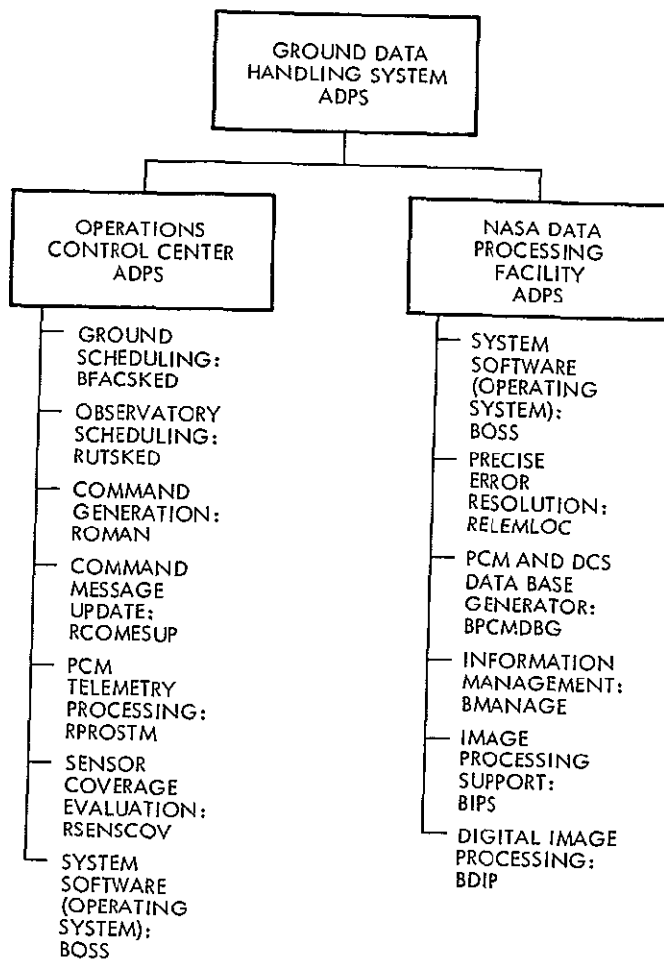 GROUND DATA
HANDLING SYSTEM
ADPS
OPERATIONS
CONTROL CENTER
ADPS
GROUND
SCHEDULING:
BFACSKED
OBSERVATORY
SCHEDULING:
RUTSKED
COMMAND
GENERATION:
ROMAN
COMMAND
MESSAGE
UPDATE:
RCOMESUP
PCM
TELEMETRY
PROCESSING:
RPROSTM
SENSOR
COVERAGE
EVALUATION:
RSENSCOV
SYSTEM
SOFTWARE
(OPERATING
SYSTEM):
BOSS
NASA DATA
PROCESSING
FACILITY
ADPS
SYSTEM
SOFTWARE
(OPERATING
SYSTEM):
BOSS
PRECISE
ERROR
RESOLUTION:
RELEMLOC
PCM AND DCS
DATA BASE
GENERATOR:
BPCMDBG
INFORMATION
MANAGEMENT:
BMANAGE
IMAGE
PROCESSING
SUPPORT:
BIPS
DIGITAL IMAGE
PROCESSING:
BDIP